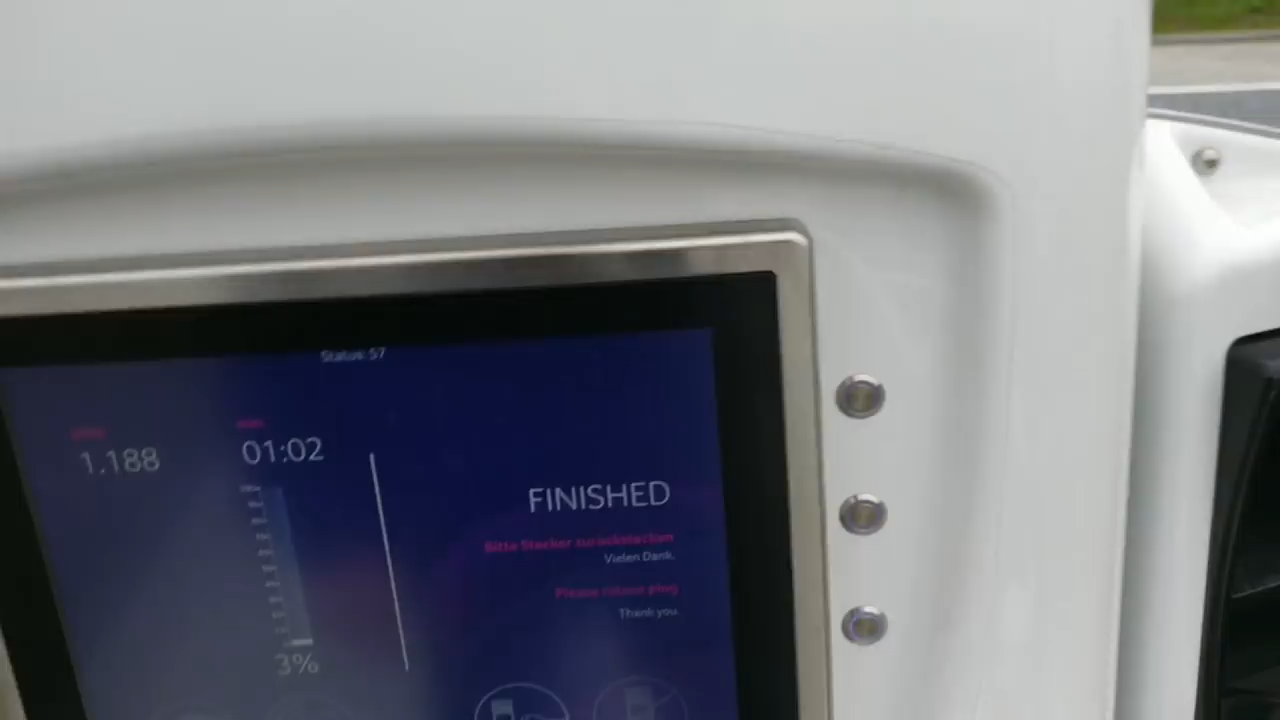 Status: 57
1.188
01:02
FINISHED
Bitte Stecker zurückstecken
Vielen Dank.
Please return plug
Thank you
3%